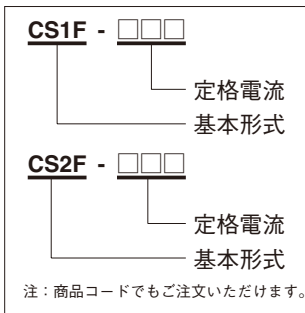 CS1F - □□□
定格電流
基本形式
CS2F - □□□
定格電流
基本形式
注：商品コードでもご注文いただけます。